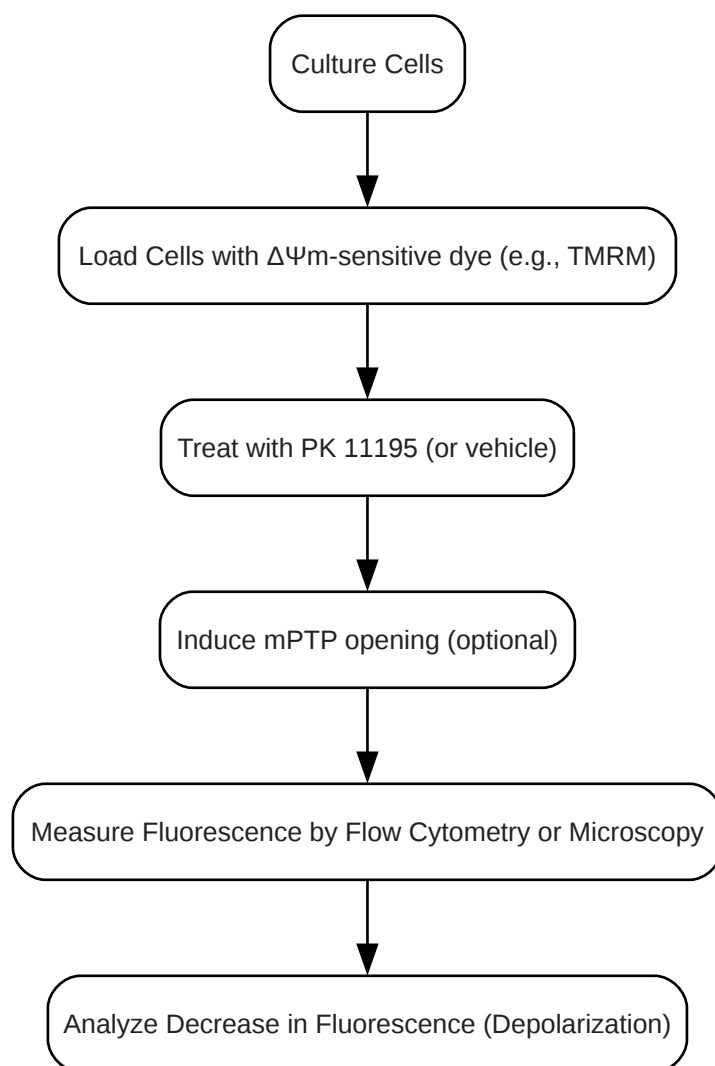 Culture Cells
Load Cells with ΔΨm-sensitive dye (e.g., TMRM)
Treat with PK 11195 (or vehicle)
Induce mPTP opening (optional)
Measure Fluorescence by Flow Cytometry or Microscopy
Analyze Decrease in Fluorescence (Depolarization)